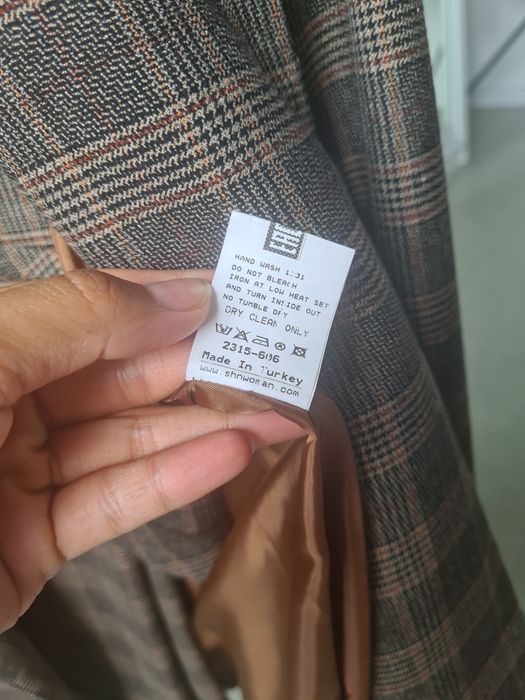 HAND WASH 1:31
DO NOT BLEACH
IRON AT LOW HEAT SET
AND TURN INSIDE OUT
NO TUMBLE DRY
DRY CLEAN ONLY
2315-606
Made In Turkey
www.shnwoman.com